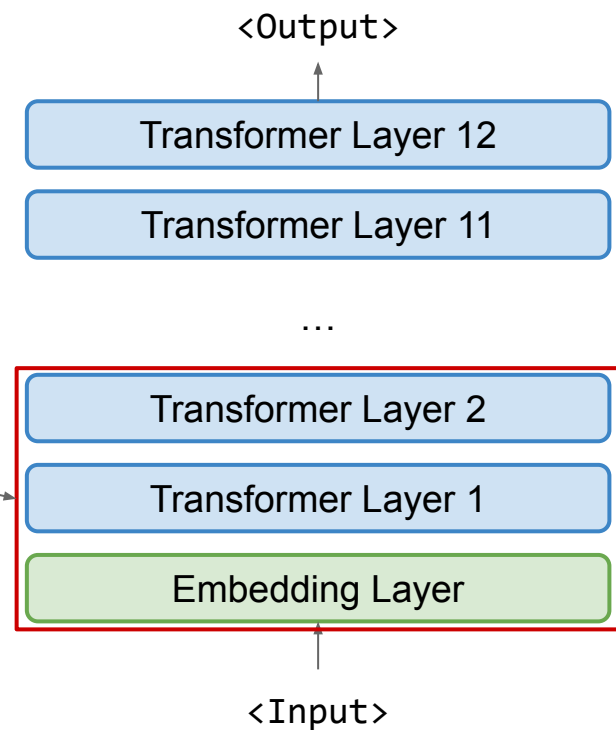 <Output>
Transformer Layer 12
Transformer Layer 11
...
Transformer Layer 2
Transformer Layer 1
Embedding Layer
<Input>